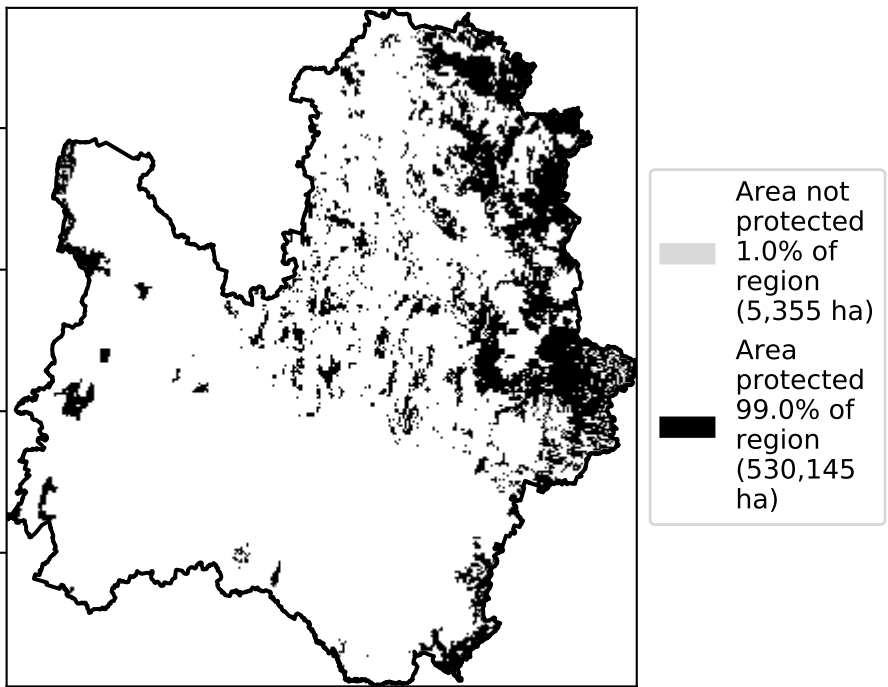 Area not
protected
1.0% of
region
(5,355 ha)
Area
protected
99.0% of
region
(530,145
ha)